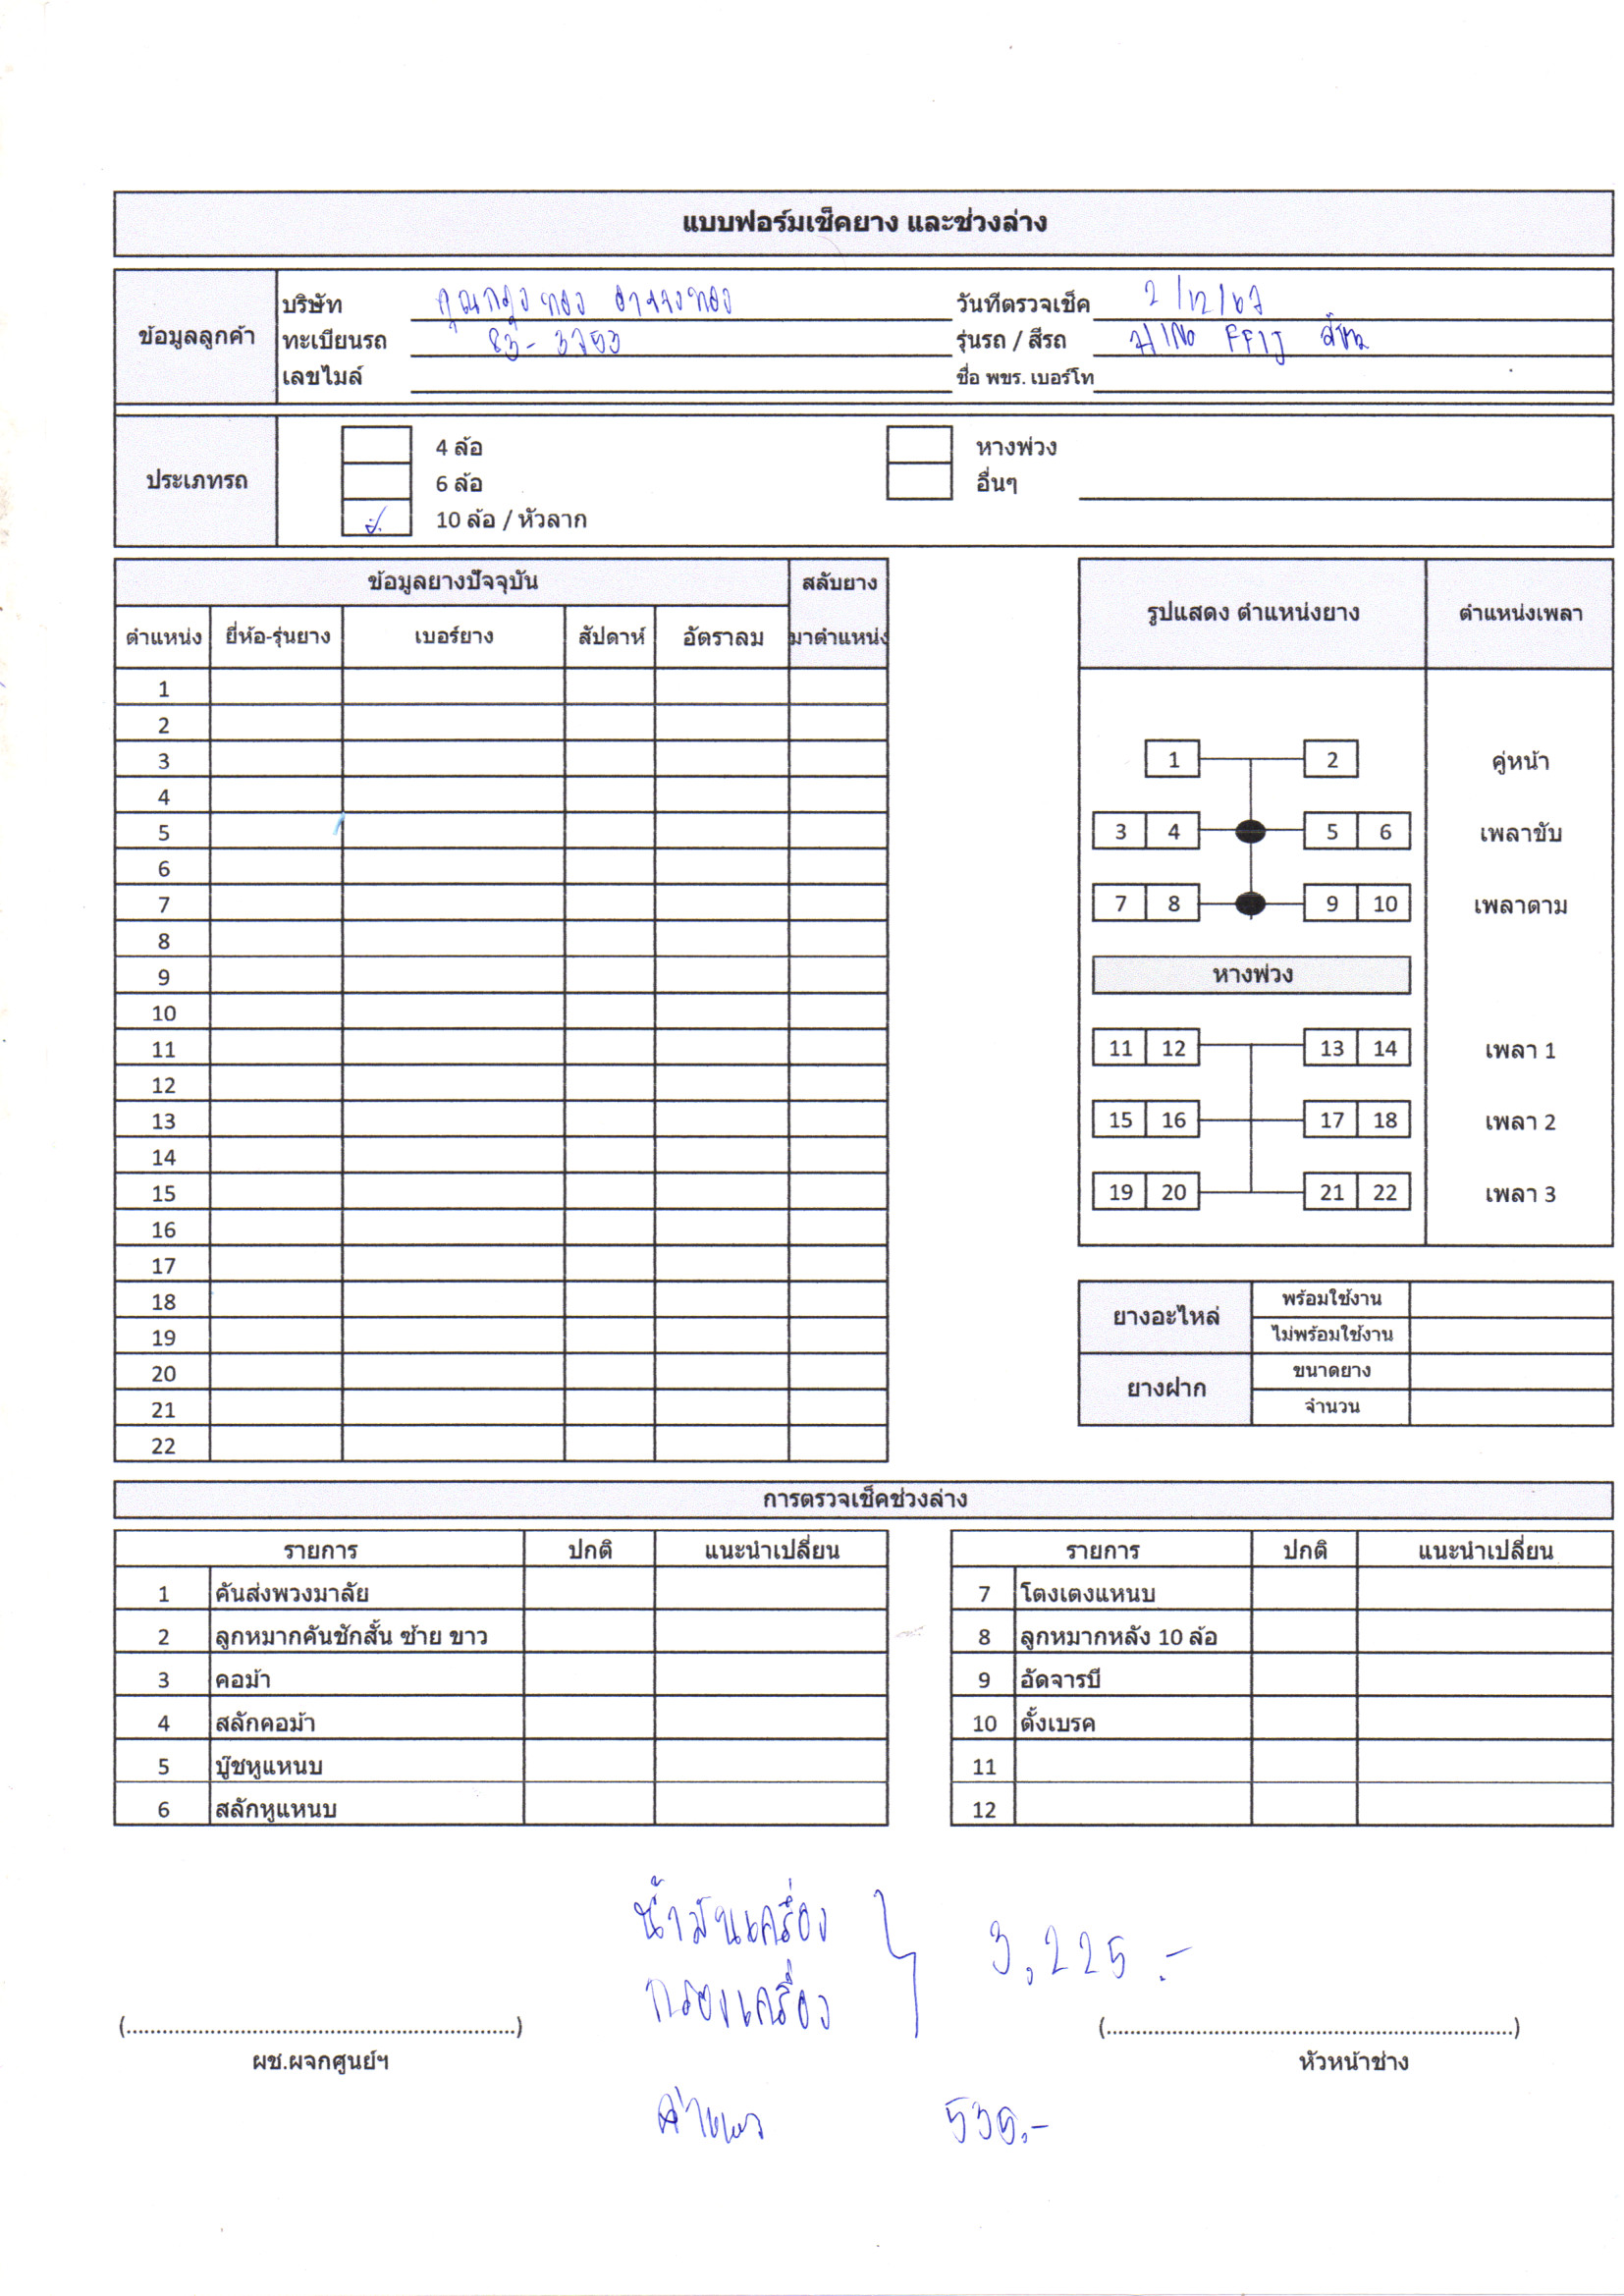 แบบฟอร์มเช็คยาง และช่วงล่าง
ข้อมูลลูกค้า
บริษัท คุณกรุงทอง อาจจงทอง วันที่ตรวจเช็ค 2/12/67
ทะเบียนรถ 83-3753 รุ่นรถ / สีรถ HINO FF1J
เลขไมล์ ชื่อ พขร. เบอร์โท
ประเภทรถ
4 ล้อ หางพ่วง
6 ล้อ อื่นๆ
10 ล้อ / หัวลาก
ข้อมูลยางปัจจุบัน สลับยาง
ตำแหน่ง ยี่ห้อ-รุ่นยาง เบอร์ยาง สัปดาห์ อัตราลม มาตำแหน่ง
1
2
3
4
5
6
7
8
9
10
11
12
13
14
15
16
17
18
19
20
21
22
รูปแสดง ตำแหน่งยาง ตำแหน่งเพลา
1 2 คู่หน้า
3 4 5 6 เพลาขับ
7 8 9 10 เพลาตาม
หางพ่วง
11 12 13 14 เพลา 1
15 16 17 18 เพลา 2
19 20 21 22 เพลา 3
ยางอะไหล่ พร้อมใช้งาน
ไม่พร้อมใช้งาน
ยางฝาก ขนาดยาง
จำนวน
การตรวจเช็คช่วงล่าง
รายการ ปกติ แนะนำเปลี่ยน รายการ ปกติ แนะนำเปลี่ยน
1 คันส่งพวงมาลัย 7 โตงเตงแหนบ
2 ลูกหมากคันชักสั้น ซ้าย ขาว 8 ลูกหมากหลัง 10 ล้อ
3 คอม้า 9 อัดจารบี
4 สลักคอม้า 10 ตั้งเบรค
5 บู๊ชหูแหนบ 11
6 สลักหูแหนบ 12
น้ำมันเครื่อง
กรองเครื่อง 3,225.-
(..................................................................) (......................................................................)
ผช.ผจกศูนย์ฯ หัวหน้าช่าง
ค่าแรง 535.-